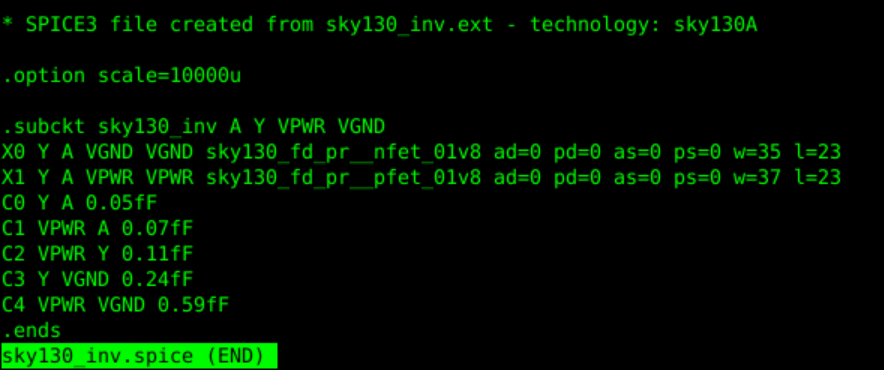 * SPICE3 file created from sky130_inv.ext - technology: sky130A
.option scale=10000u
.subckt sky130_inv A Y VPWR VGND
X0 Y A VGND VGND sky130_fd_pr__nfet_01v8 ad=0 pd=0 as=0 ps=0 w=35 l=23
X1 Y A VPWR VPWR sky130_fd_pr__pfet_01v8 ad=0 pd=0 as=0 ps=0 w=37 l=23
C0 Y A 0.05fF
C1 VPWR A 0.07fF
C2 VPWR Y 0.11fF
C3 Y VGND 0.24fF
C4 VPWR VGND 0.59fF
.ends
sky130_inv.spice (END)